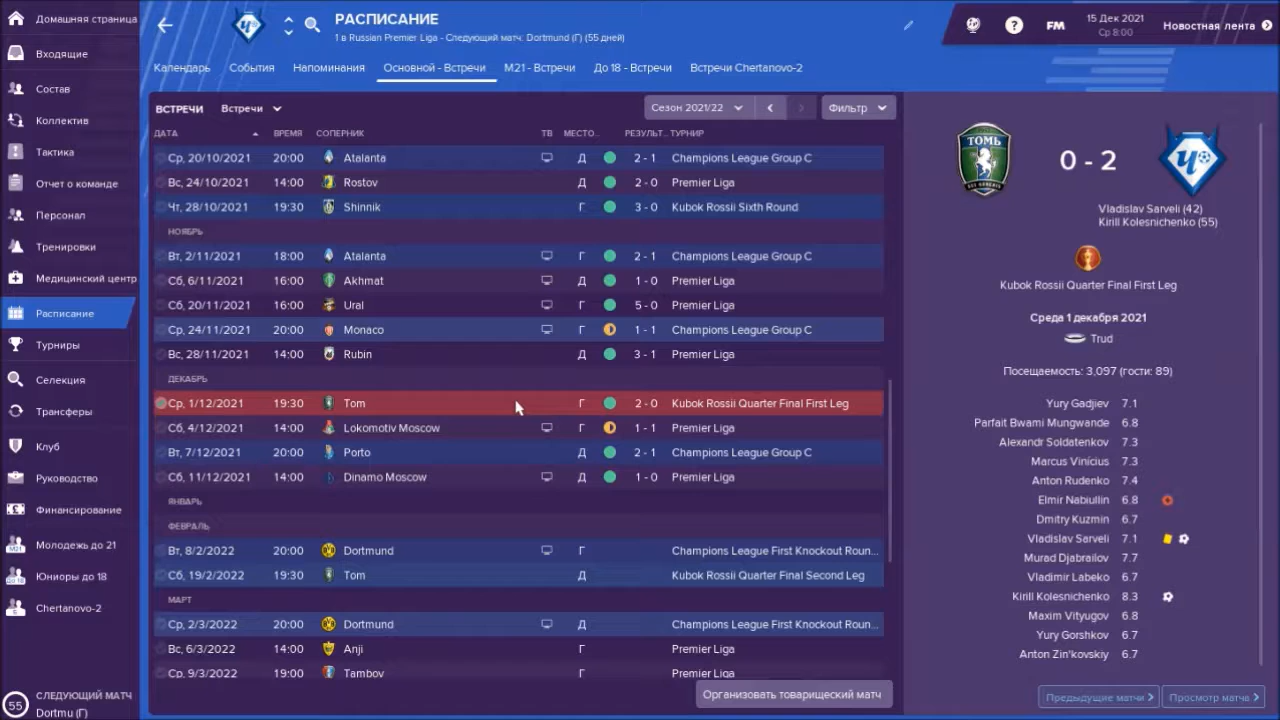 Домашняя страница
Входящие
Состав
Коллектив
Тактика
Отчет о команде
Персонал
Тренировки
Медицинский центр
Расписание
Турниры
Селекция
Трансферы
Клуб
Руководство
Финансирование
M21 Молодежь до 21
До 18 Юниоры до 18
Chertanovo-2
55 СЛЕДУЮЩИЙ МАТЧ
Dortmu (Г)
РАСПИСАНИЕ
1 в Russian Premier Liga - Следующий матч: Dortmund (Г) (55 дней)
? FM 15 Дек 2021 Новостная лента
Ср 8:00
Календарь События Напоминания Основной - Встречи М21 - Встречи До 18 - Встречи Встречи Chertanovo-2
ВСТРЕЧИ Встречи Сезон 2021/22 Фильтр
ДАТА ВРЕМЯ СОПЕРНИК ТВ МЕСТО.. РЕЗУЛЬТ.. ТУРНИР
Ср, 20/10/2021 20:00 Atalanta Д 2 - 1 Champions League Group C
Вс, 24/10/2021 14:00 Rostov Д 2 - 0 Premier Liga
Чт, 28/10/2021 19:30 Shinnik Г 3 - 0 Kubok Rossii Sixth Round
НОЯБРЬ
Вт, 2/11/2021 18:00 Atalanta Г 2 - 1 Champions League Group C
Сб, 6/11/2021 16:00 Akhmat Д 1 - 0 Premier Liga
Сб, 20/11/2021 16:00 Ural Г 5 - 0 Premier Liga
Ср, 24/11/2021 20:00 Monaco Г 1 - 1 Champions League Group C
Вс, 28/11/2021 14:00 Rubin Д 3 - 1 Premier Liga
ДЕКАБРЬ
Ср, 1/12/2021 19:30 Tom Г 2 - 0 Kubok Rossii Quarter Final First Leg
Сб, 4/12/2021 14:00 Lokomotiv Moscow Г 1 - 1 Premier Liga
Вт, 7/12/2021 20:00 Porto Д 2 - 1 Champions League Group C
Сб, 11/12/2021 14:00 Dinamo Moscow Д 1 - 0 Premier Liga
ЯНВАРЬ
ФЕВРАЛЬ
Вт, 8/2/2022 20:00 Dortmund Г Champions League First Knockout Roun...
Сб, 19/2/2022 19:30 Tom Д Kubok Rossii Quarter Final Second Leg
МАРТ
Ср, 2/3/2022 20:00 Dortmund Д Champions League First Knockout Roun...
Вс, 6/3/2022 14:00 Anji Г Premier Liga
Ср, 9/3/2022 19:00 Tambov Г Premier Liga
Организовать товарищеский матч
ТОМЬ
0 - 2
Vladislav Sarveli (42)
Kirill Kolesnichenko (55)
Kubok Rossii Quarter Final First Leg
Среда 1 декабря 2021
Trud
Посещаемость: 3,097 (гости: 89)
Yury Gadjiev 7.1
Parfait Bwami Mungwande 6.8
Alexandr Soldatenkov 7.3
Marcus Vinícius 7.3
Anton Rudenko 7.4
Elmir Nabiullin 6.8
Dmitry Kuzmin 6.7
Vladislav Sarveli 7.1
Murad Djabrailov 7.7
Vladimir Labeko 6.7
Kirill Kolesnichenko 8.3
Maxim Vityugov 6.8
Yury Gorshkov 6.7
Anton Zin'kovskiy 6.7
Предыдущие матчи Просмотр матча